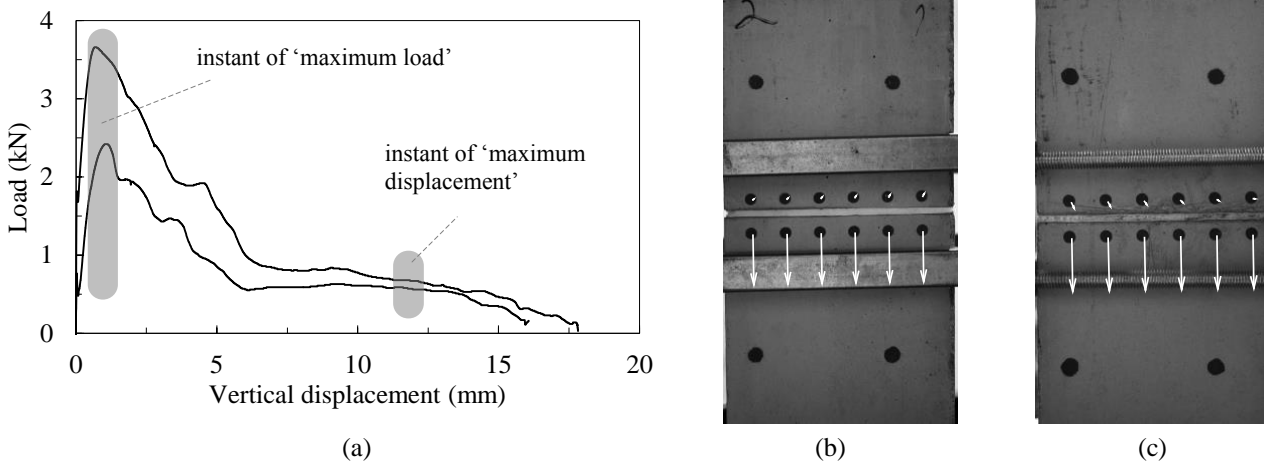 4
3
2
1
0
Load (kN)
instant of ‘maximum load’
instant of ‘maximum
displacement’
0 5 10 15 20
Vertical displacement (mm)
2
(a) (b) (c)